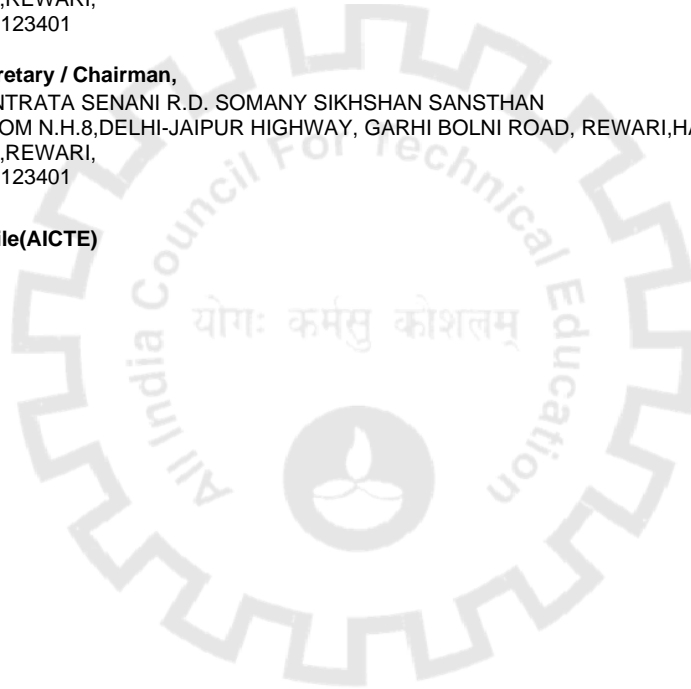 ,REWARI,
123401
retary / Chairman,
NTRATA SENANI R.D. SOMANY SIKHSHAN SANSTHAN
OM N.H.8,DELHI-JAIPUR HIGHWAY, GARHI BOLNI ROAD, REWARI,HA
,REWARI,
123401
ile(AICTE)
All India Council For Technical Education
योगः कर्मसु कौशलम्